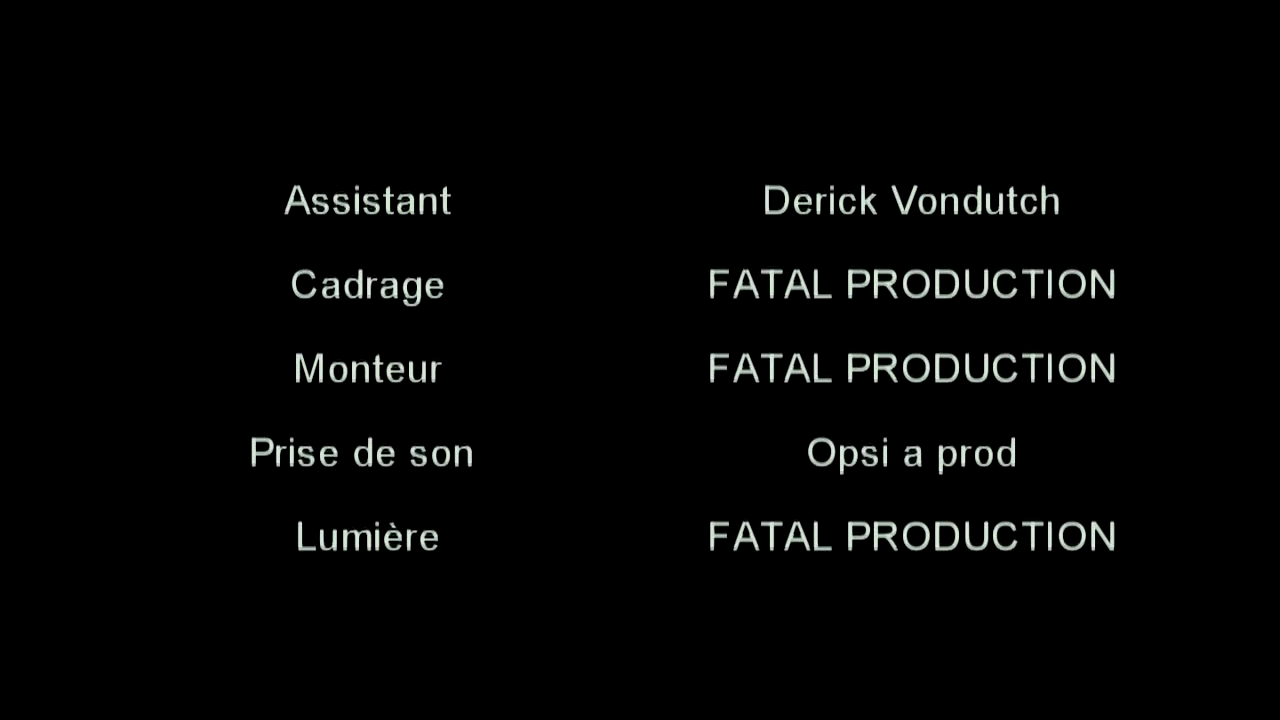 Assistant Derick Vondutch
Cadrage FATAL PRODUCTION
Monteur FATAL PRODUCTION
Prise de son Opsi a prod
Lumière FATAL PRODUCTION